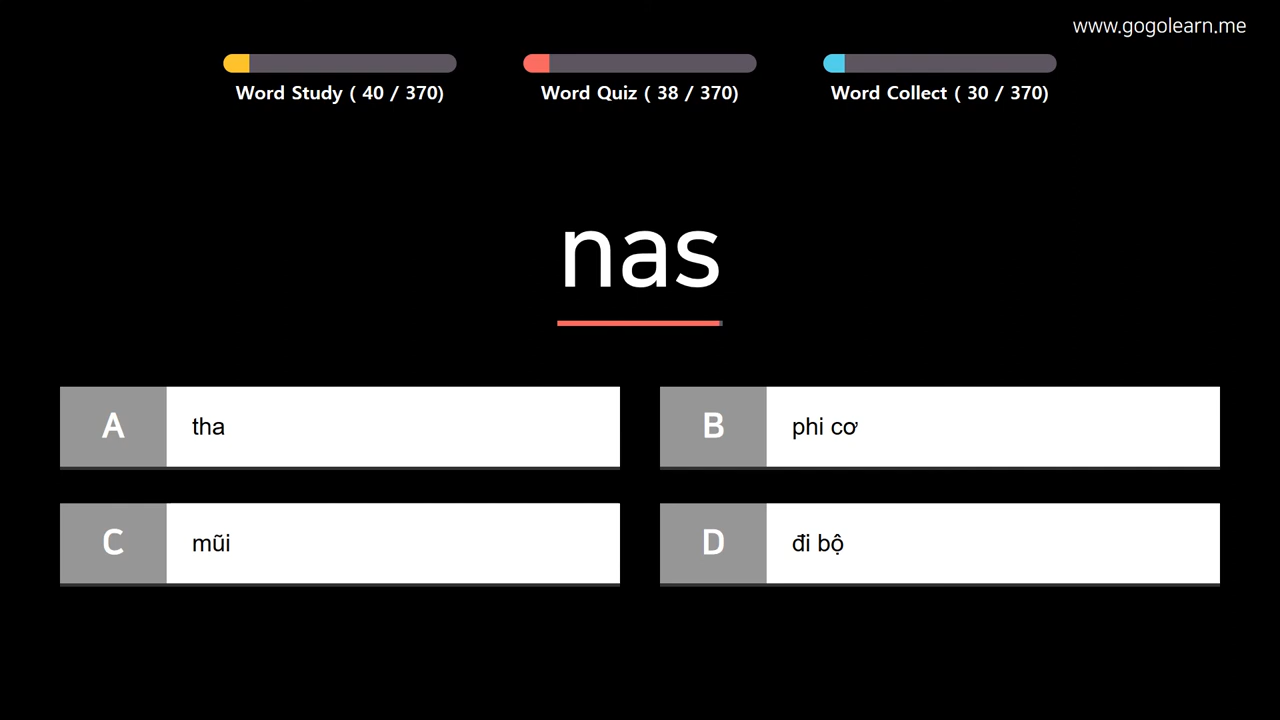 www.gogolearn.me
Word Study ( 40 / 370)
Word Quiz ( 38 / 370)
Word Collect ( 30 / 370)
nas
A tha
B phi cơ
C mũi
D đi bộ